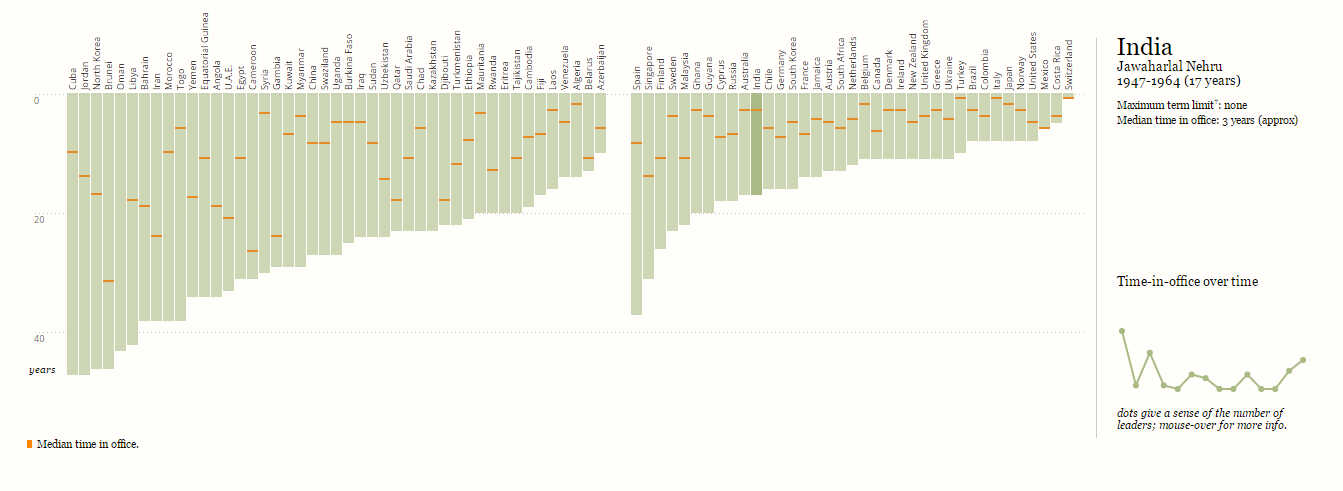 Cuba
Jordan
North Korea
Brunei
Oman
Libya
Bahrain
Iran
Morocco
Togo
Yemen
Equatorial Guinea
Angola
U.A.E.
Egypt
Cameroon
Syria
Gambia
Kuwait
Myanmar
China
Swaziland
Uganda
Burkina Faso
Iraq
Sudan
Uzbekistan
Qatar
Saudi Arabia
Chad
Kazakhstan
Djibouti
Turkmenistan
Ethiopia
Mauritania
Rwanda
Eritrea
Tajikistan
Cambodia
Fiji
Laos
Venezuela
Algeria
Belarus
Azerbaijan
Spain
Singapore
Finland
Sweden
Malaysia
Ghana
Guyana
Cyprus
Russia
Australia
India
Chile
Germany
South Korea
France
Jamaica
Austria
South Africa
Netherlands
Belgium
Canada
Denmark
Ireland
New Zealand
United Kingdom
Greece
Ukraine
Turkey
Brazil
Colombia
Italy
Japan
Norway
United States
Mexico
Costa Rica
Switzerland
0
20
40
years
Median time in office.
India
Jawaharlal Nehru
1947-1964 (17 years)
Maximum term limit†: none
Median time in office: 3 years (approx)
Time-in-office over time
dots give a sense of the number of
leaders; mouse-over for more info.